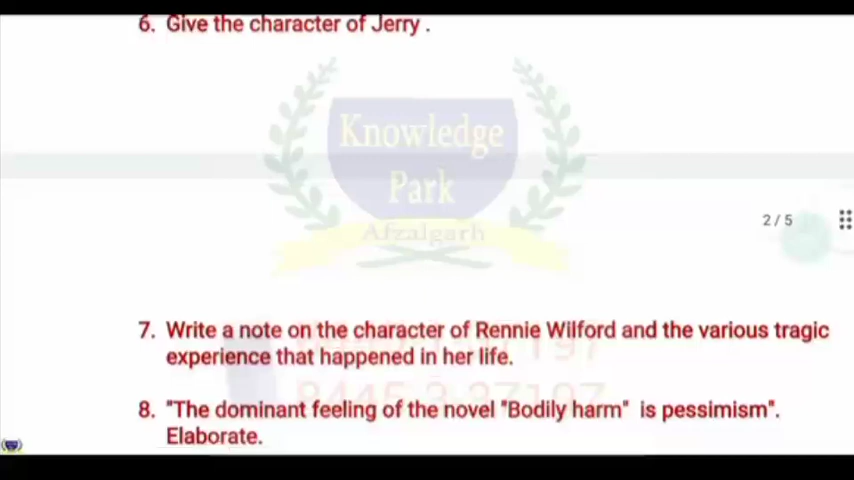 6. Give the character of Jerry .
Knowledge
Park
Afzalgarh
2 / 5
7. Write a note on the character of Rennie Wilford and the various tragic
experience that happened in her life.
8. "The dominant feeling of the novel "Bodily harm" is pessimism".
Elaborate.